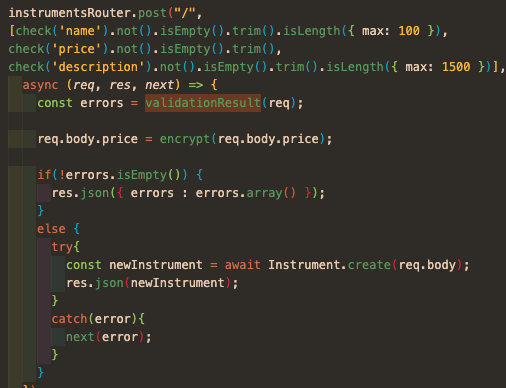 instrumentsRouter.post("/",
[check('name').not().isEmpty().trim().isLength({ max: 100 }),
check('price').not().isEmpty().trim(),
check('description').not().isEmpty().trim().isLength({ max: 1500 })],
async (req, res, next) => {
const errors = validationResult(req);
req.body.price = encrypt(req.body.price);
if(!errors.isEmpty()) {
res.json({ errors : errors.array() });
}
else {
try{
const newInstrument = await Instrument.create(req.body);
res.json(newInstrument);
}
catch(error){
next(error);
}
}